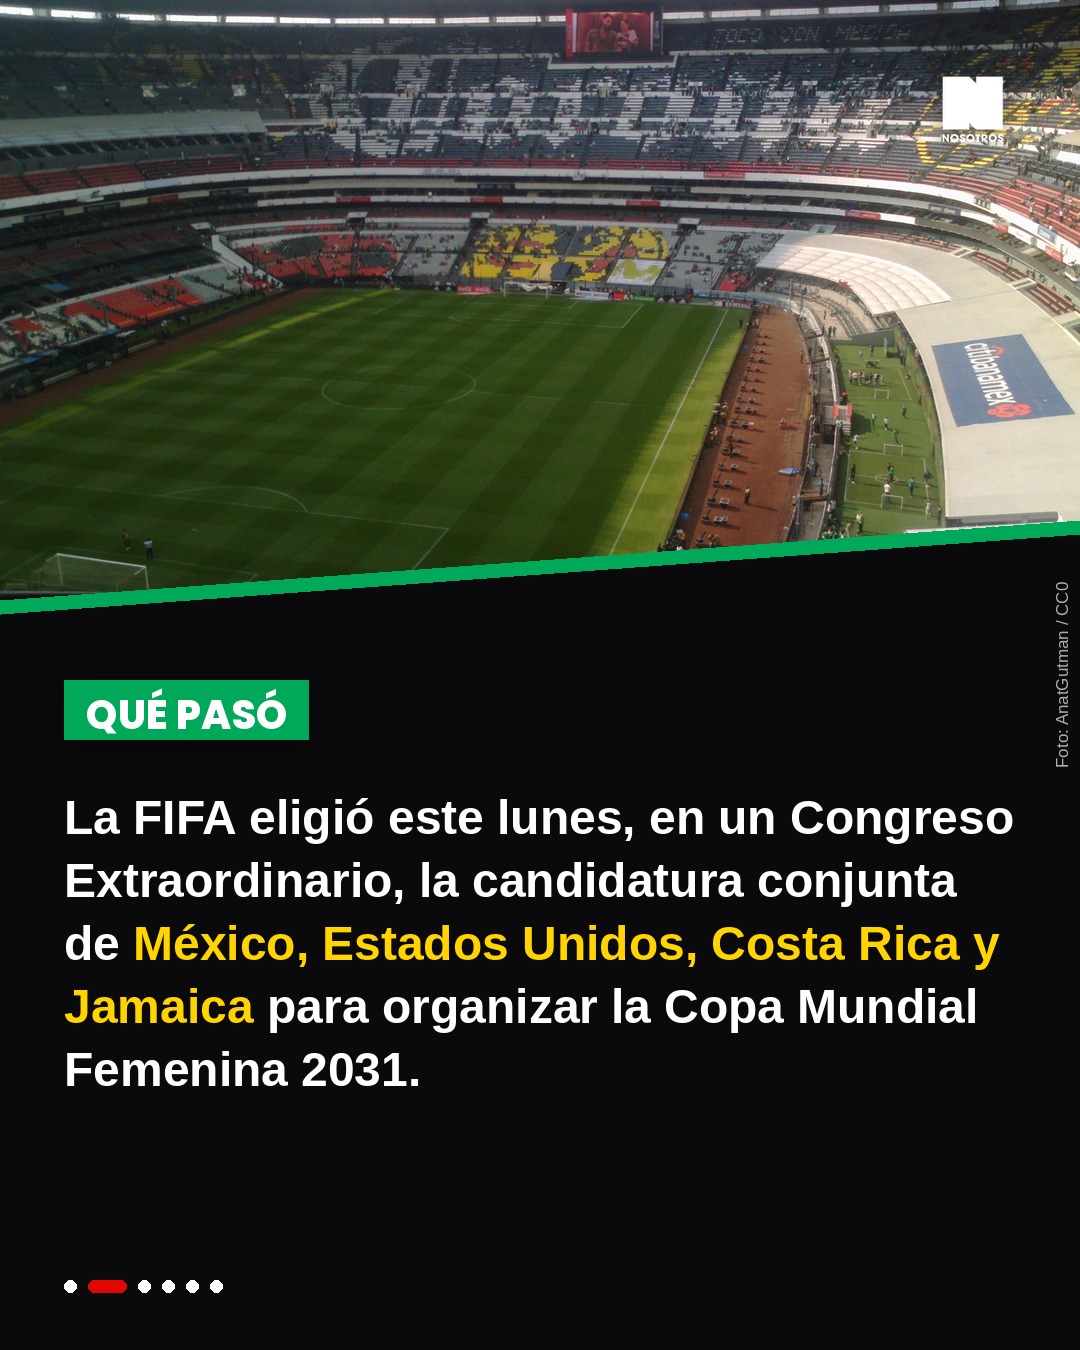 NOSOTROS
citibanamex
Foto: AnatGutman / CC0
QUÉ PASÓ
La FIFA eligió este lunes, en un Congreso
Extraordinario, la candidatura conjunta
de México, Estados Unidos, Costa Rica y
Jamaica para organizar la Copa Mundial
Femenina 2031.